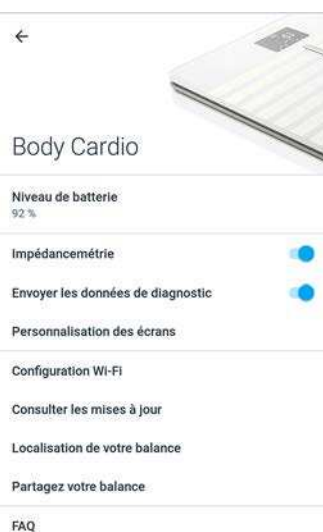 Body Cardio
Niveau de batterie
92 %
Impédancemétrie
Envoyer les données de diagnostic
Personnalisation des écrans
Configuration Wi-Fi
Consulter les mises à jour
Localisation de votre balance
Partagez votre balance
FAQ